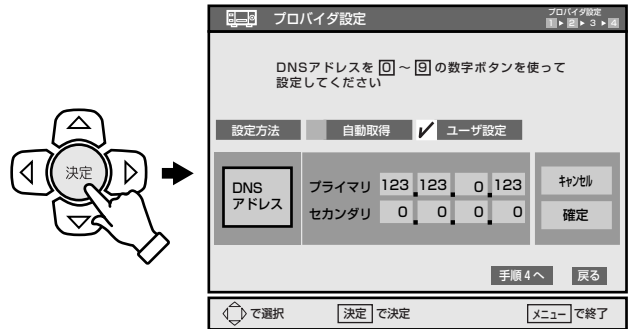 プロバイダ設定
プロバイダ設定
1 ▶ 2 ▶ 3 ▶ 4
DNSアドレスを 0 ～ 9 の数字ボタンを使って
設定してください
設定方法 自動取得 ✓ ユーザ設定
決定
DNS
アドレス
プライマリ 123 . 123 . 0 . 123
セカンダリ 0 . 0 . 0 . 0
ｷｬﾝｾﾙ
確定
手順4へ 戻る
で選択 決定 で決定 メニュー で終了